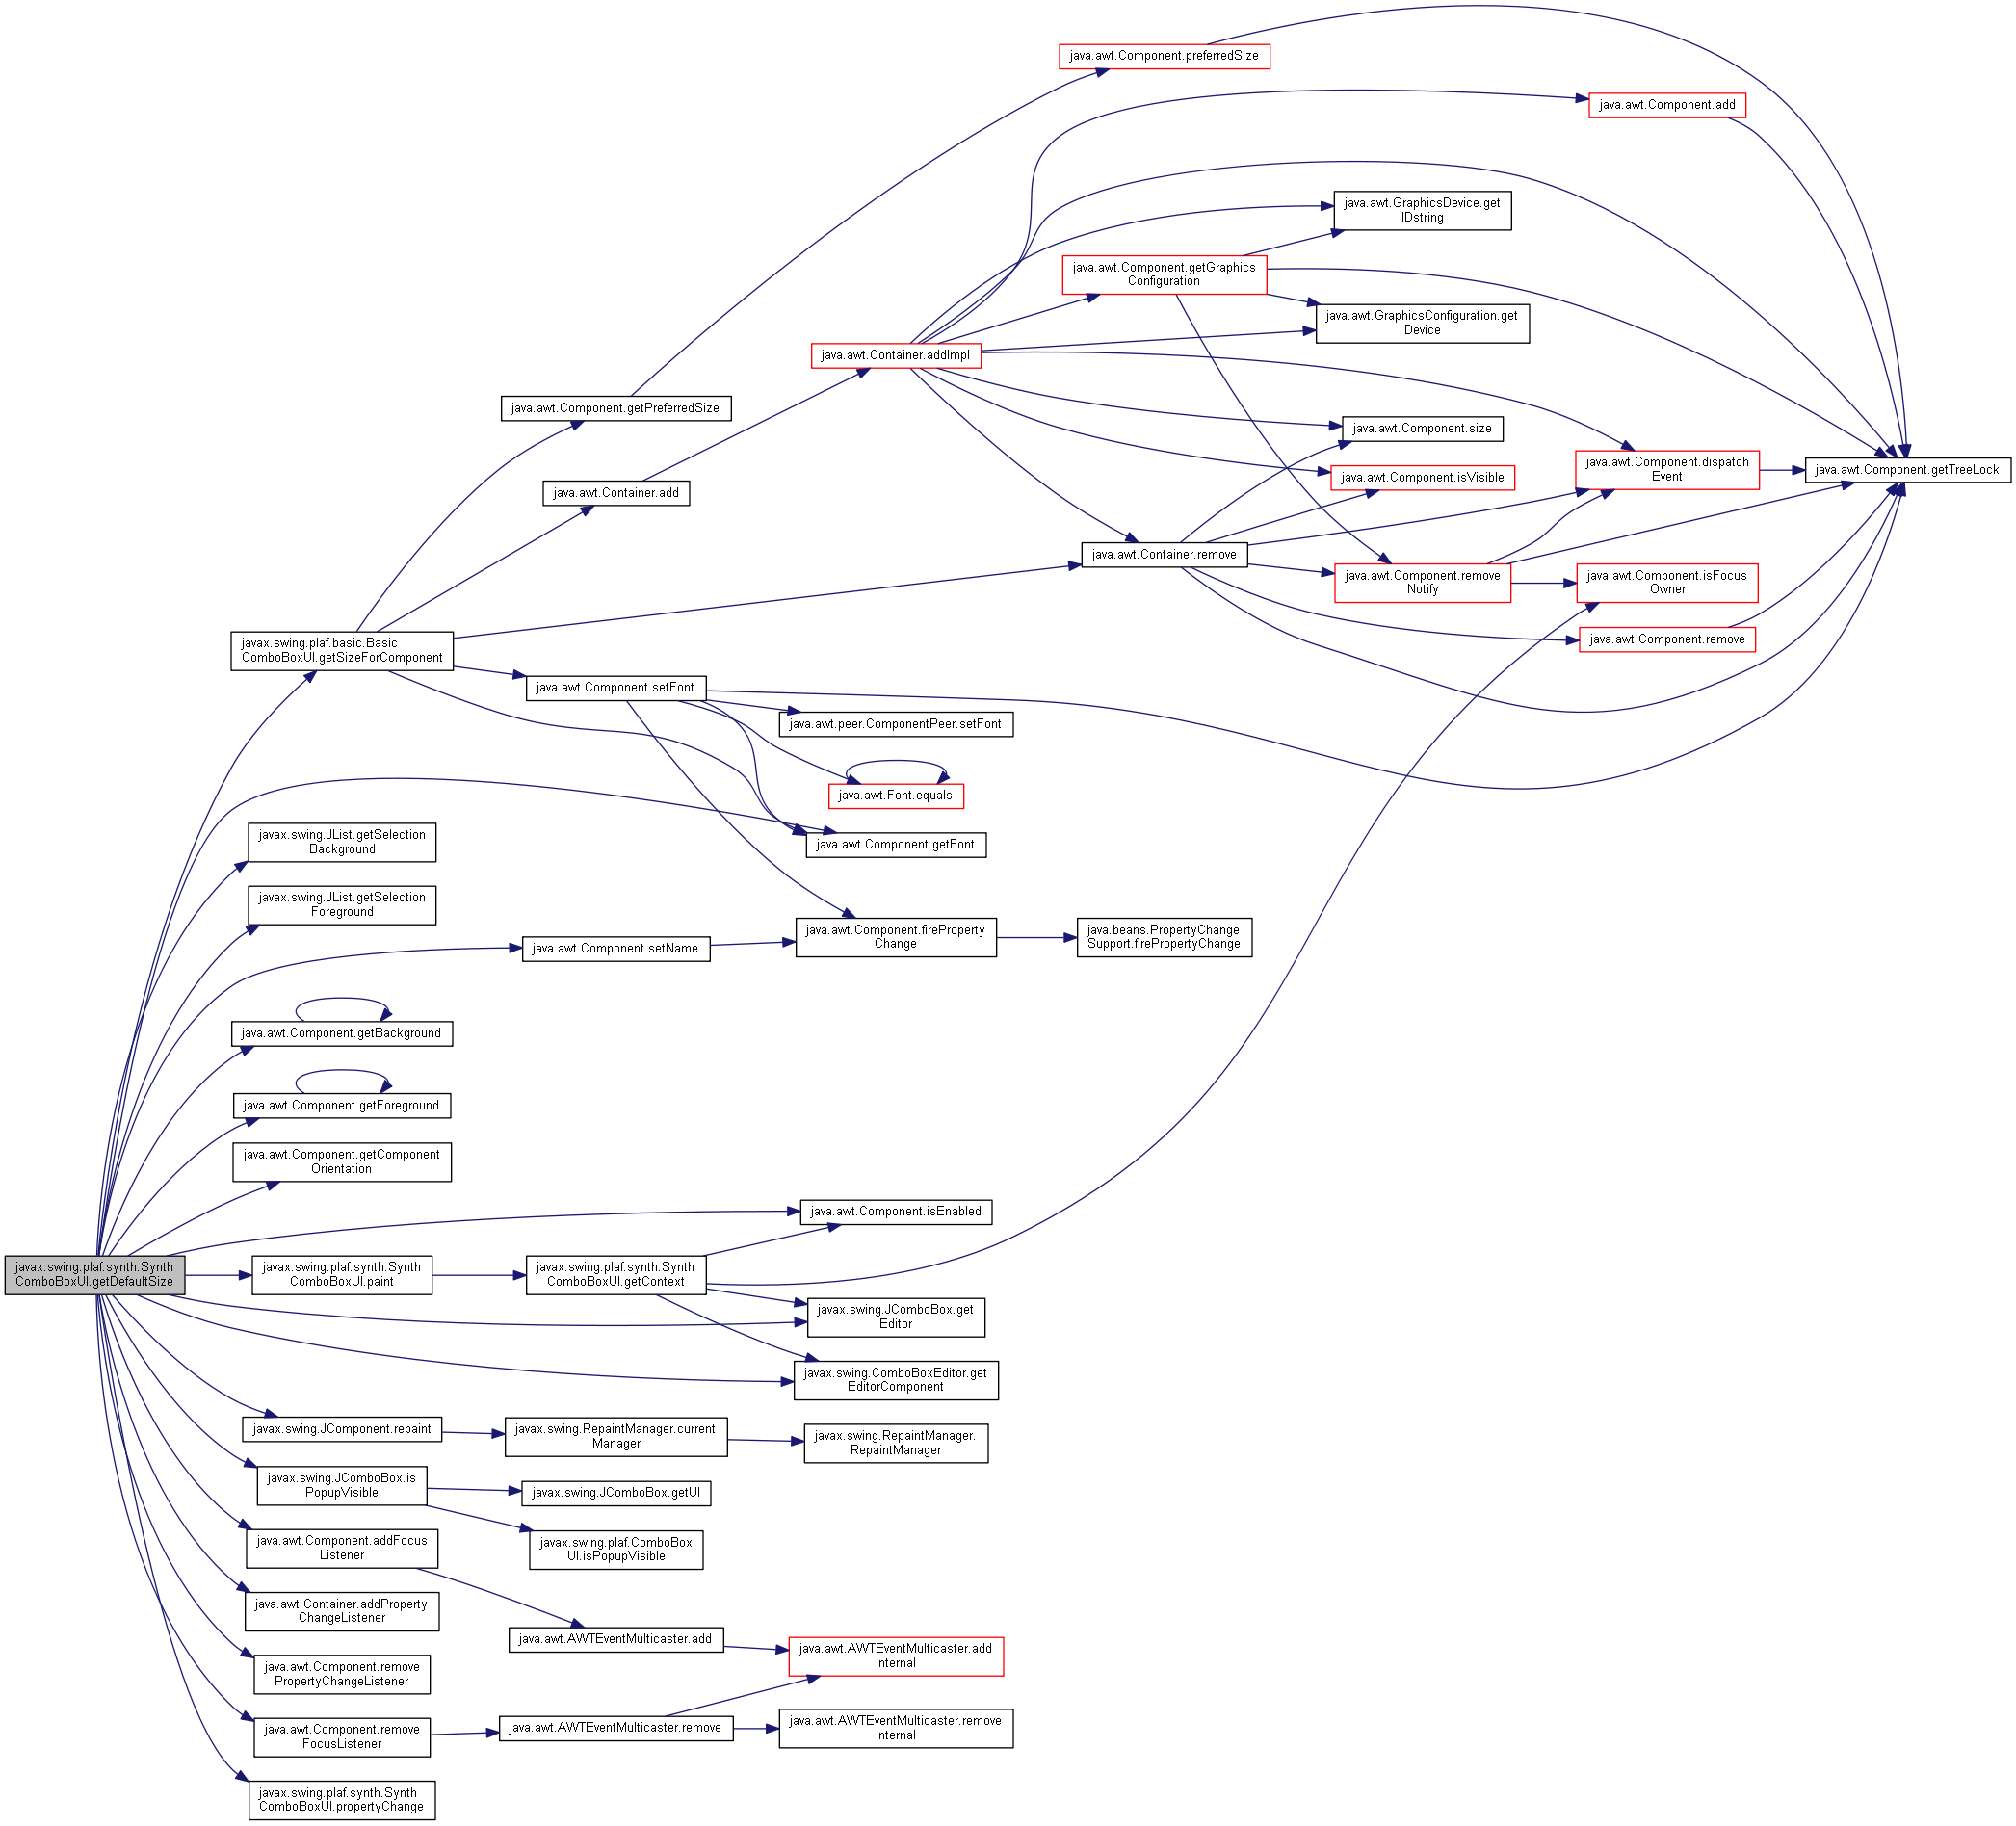 java.awt.Component.preferredSize
java.awt.Component.add
java.awt.GraphicsDevice.get
IDstring
java.awt.Component.getGraphics
Configuration
java.awt.GraphicsConfiguration.get
Device
java.awt.Container.addImpl
java.awt.Component.getPreferredSize
java.awt.Component.size
java.awt.Component.dispatch
Event
java.awt.Component.getTreeLock
java.awt.Component.isVisible
java.awt.Container.add
java.awt.Container.remove
java.awt.Component.remove
Notify
java.awt.Component.isFocus
Owner
java.awt.Component.remove
javax.swing.plaf.basic.Basic
ComboBoxUI.getSizeForComponent
java.awt.Component.setFont
java.awt.peer.ComponentPeer.setFont
java.awt.Font.equals
java.awt.Component.getFont
javax.swing.JList.getSelection
Background
javax.swing.JList.getSelection
Foreground
java.awt.Component.fireProperty
Change
java.beans.PropertyChange
Support.firePropertyChange
java.awt.Component.setName
java.awt.Component.getBackground
java.awt.Component.getForeground
java.awt.Component.getComponent
Orientation
java.awt.Component.isEnabled
javax.swing.plaf.synth.Synth
ComboBoxUI.getDefaultSize
javax.swing.plaf.synth.Synth
ComboBoxUI.paint
javax.swing.plaf.synth.Synth
ComboBoxUI.getContext
javax.swing.JComboBox.get
Editor
javax.swing.ComboBoxEditor.get
EditorComponent
javax.swing.JComponent.repaint
javax.swing.RepaintManager.current
Manager
javax.swing.RepaintManager.
RepaintManager
javax.swing.JComboBox.is
PopupVisible
javax.swing.JComboBox.getUI
javax.swing.plaf.ComboBox
UI.isPopupVisible
java.awt.Component.addFocus
Listener
java.awt.Container.addProperty
ChangeListener
java.awt.AWTEventMulticaster.add
java.awt.AWTEventMulticaster.add
Internal
java.awt.Component.remove
PropertyChangeListener
java.awt.Component.remove
FocusListener
java.awt.AWTEventMulticaster.remove
java.awt.AWTEventMulticaster.remove
Internal
javax.swing.plaf.synth.Synth
ComboBoxUI.propertyChange